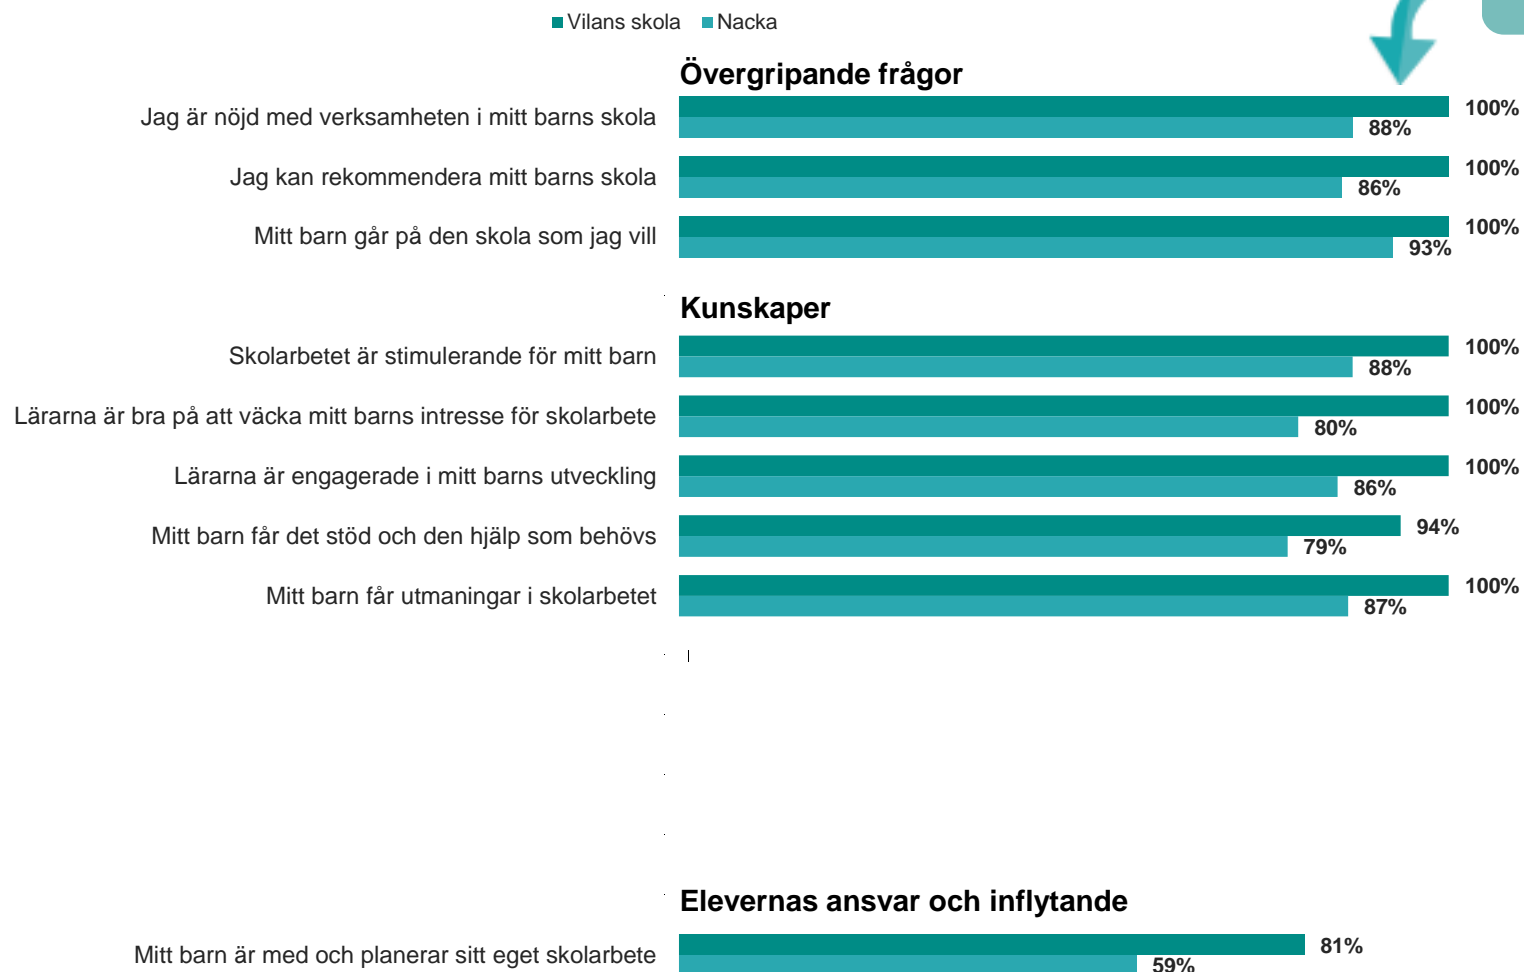 Vilans skola Nacka
Övergripande frågor
Jag är nöjd med verksamheten i mitt barns skola 100%
88%
Jag kan rekommendera mitt barns skola 100%
86%
Mitt barn går på den skola som jag vill 100%
93%
Kunskaper
Skolarbetet är stimulerande för mitt barn 100%
88%
Lärarna är bra på att väcka mitt barns intresse för skolarbete 100%
80%
Lärarna är engagerade i mitt barns utveckling 100%
86%
Mitt barn får det stöd och den hjälp som behövs 94%
79%
Mitt barn får utmaningar i skolarbetet 100%
87%
Elevernas ansvar och inflytande
Mitt barn är med och planerar sitt eget skolarbete 81%
59%